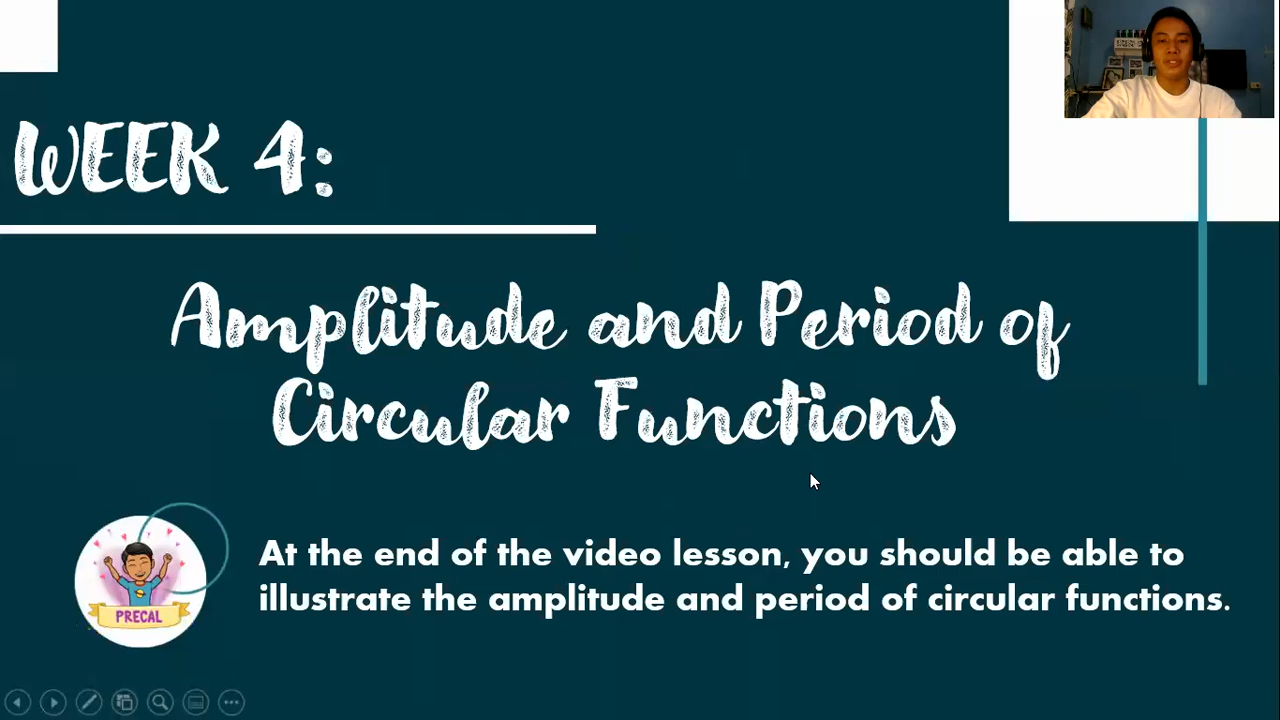 WEEK 4:
Amplitude and Period of
Circular Functions
At the end of the video lesson, you should be able to
illustrate the amplitude and period of circular functions.
PRECAL